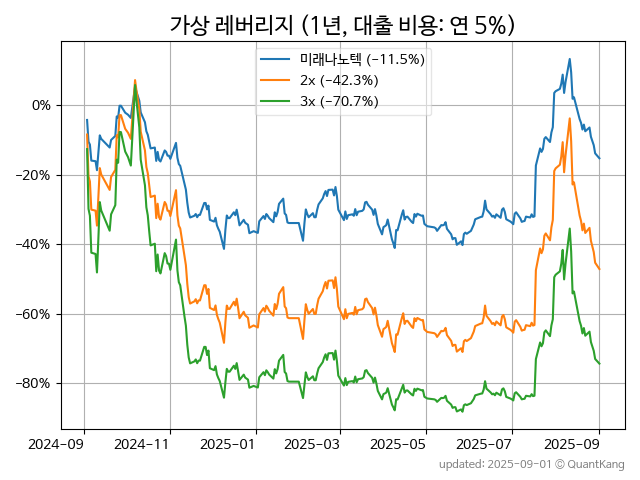 가상 레버리지 (1년, 대출 비용: 연 5%)
미래나노텍 (−11.5%)
2x (−42.3%)
3x (−70.7%)
0%
−20%
−40%
−60%
−80%
2024-09
2024-11
2025-01
2025-03
2025-05
2025-07
2025-09
updated: 2025-09-01 © QuantKang